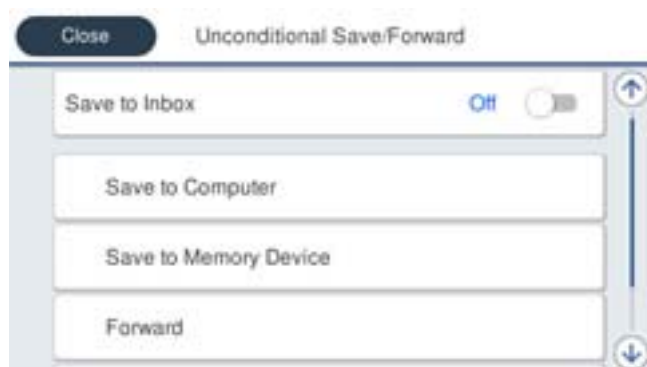 Close Unconditional Save/Forward
Save to Inbox Off
Save to Computer
Save to Memory Device
Forward